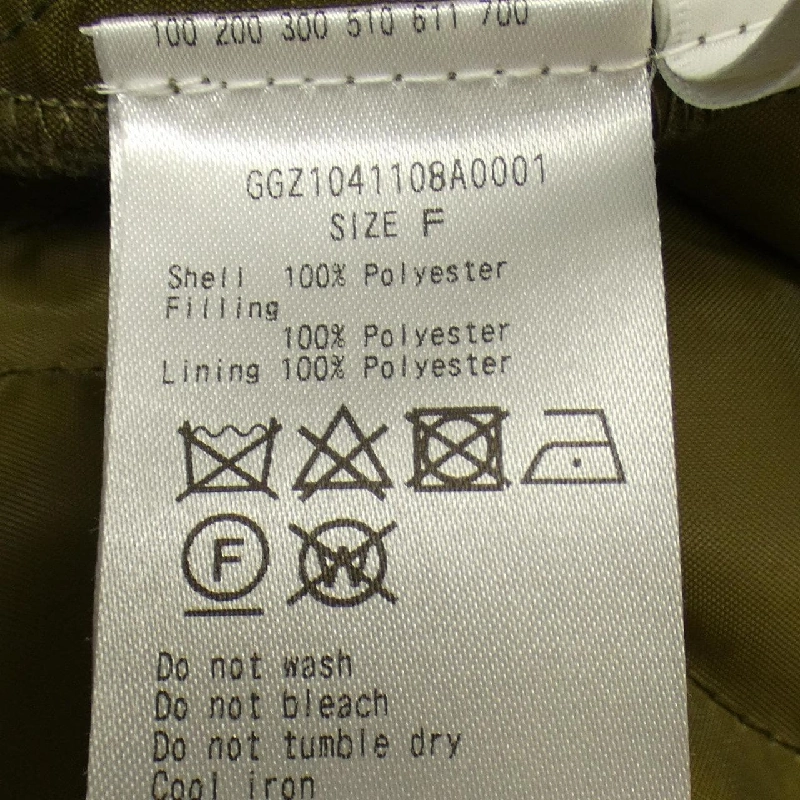 100 200 300 510 611 700
GGZ1041108A0001
SIZE F
Shell 100% Polyester
Filling
100% Polyester
Lining 100% Polyester
F W
Do not wash
Do not bleach
Do not tumble dry
Cool iron